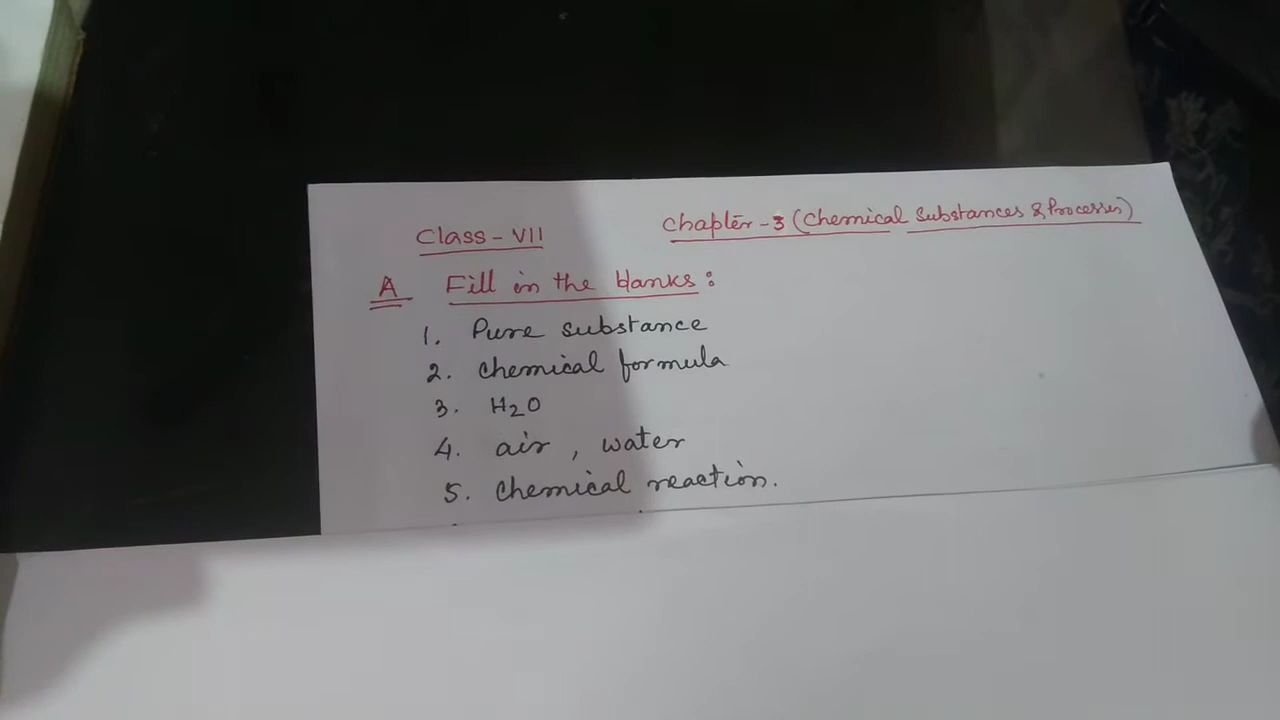 Class - VII
Chapter - 3 (Chemical Substances & Processes)
A Fill in the blanks :
1. Pure substance
2. Chemical formula
3. H₂O
4. air , water
5. Chemical reaction.